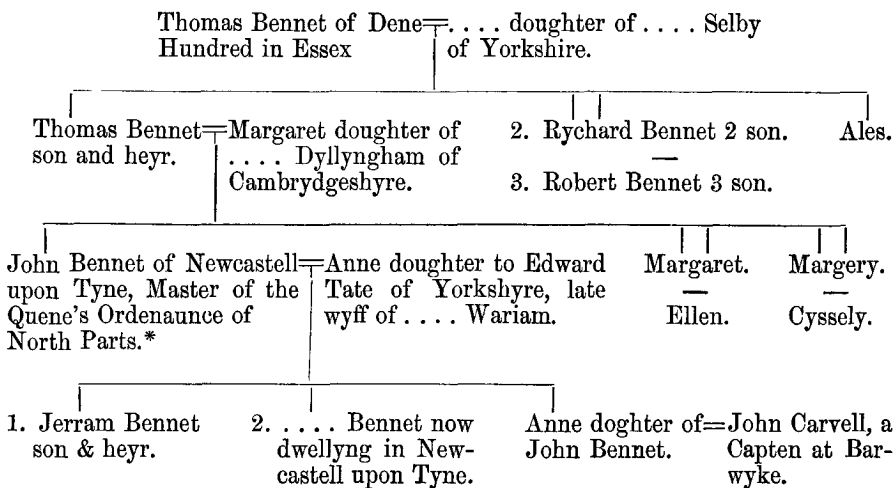 Thomas Bennet of Dene=. . . . doughter of . . . . Selby
Hundred in Essex of Yorkshire.
Thomas Bennet=Margaret doughter of
son and heyr. . . . . Dyllyngham of
Cambrydgeshyre.
2. Rychard Bennet 2 son.
3. Robert Bennet 3 son.
Ales.
John Bennet of Newcastell=Anne doughter to Edward
upon Tyne, Master of the Tate of Yorkshyre, late
Quene's Ordenaunce of wyff of . . . . Wariam.
North Parts.*
Margaret.
Ellen.
Margery.
Cyssely.
1. Jerram Bennet
son & heyr.
2. . . . . . Bennet now
dwellyng in New-
castell upon Tyne.
Anne doghter of=John Carvell, a
John Bennet. Capten at Bar-
wyke.